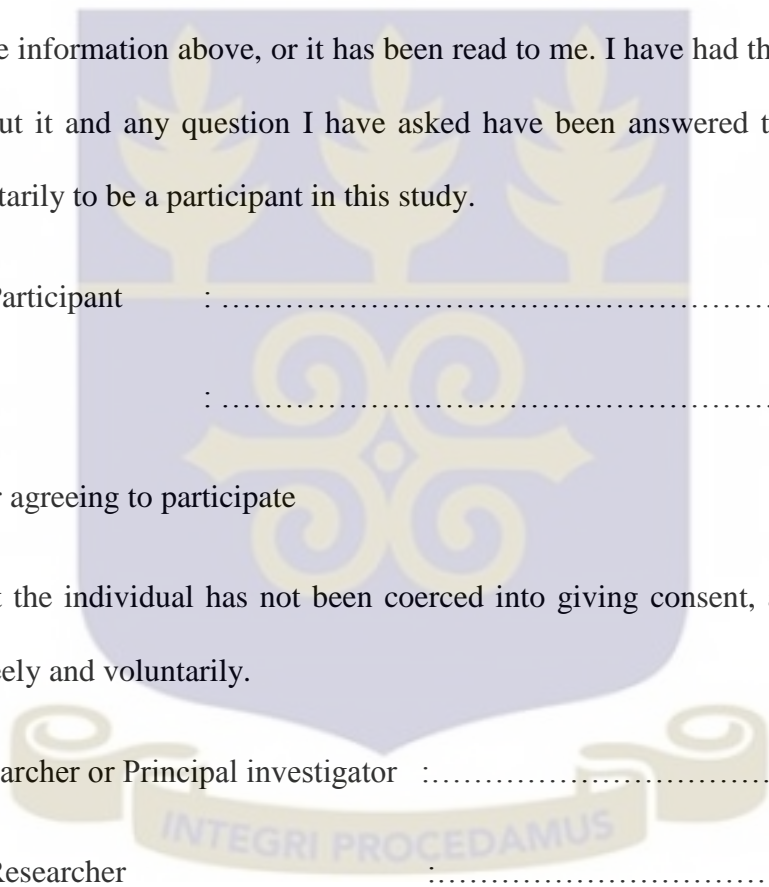 e information above, or it has been read to me. I have had th
ut it and any question I have asked have been answered t
tarily to be a participant in this study.
Participant : ……………………………………………
: ……………………………………………
r agreeing to participate
t the individual has not been coerced into giving consent,
eely and voluntarily.
archer or Principal investigator :……………………………
Researcher :……………………………
INTEGRI PROCEDAMUS